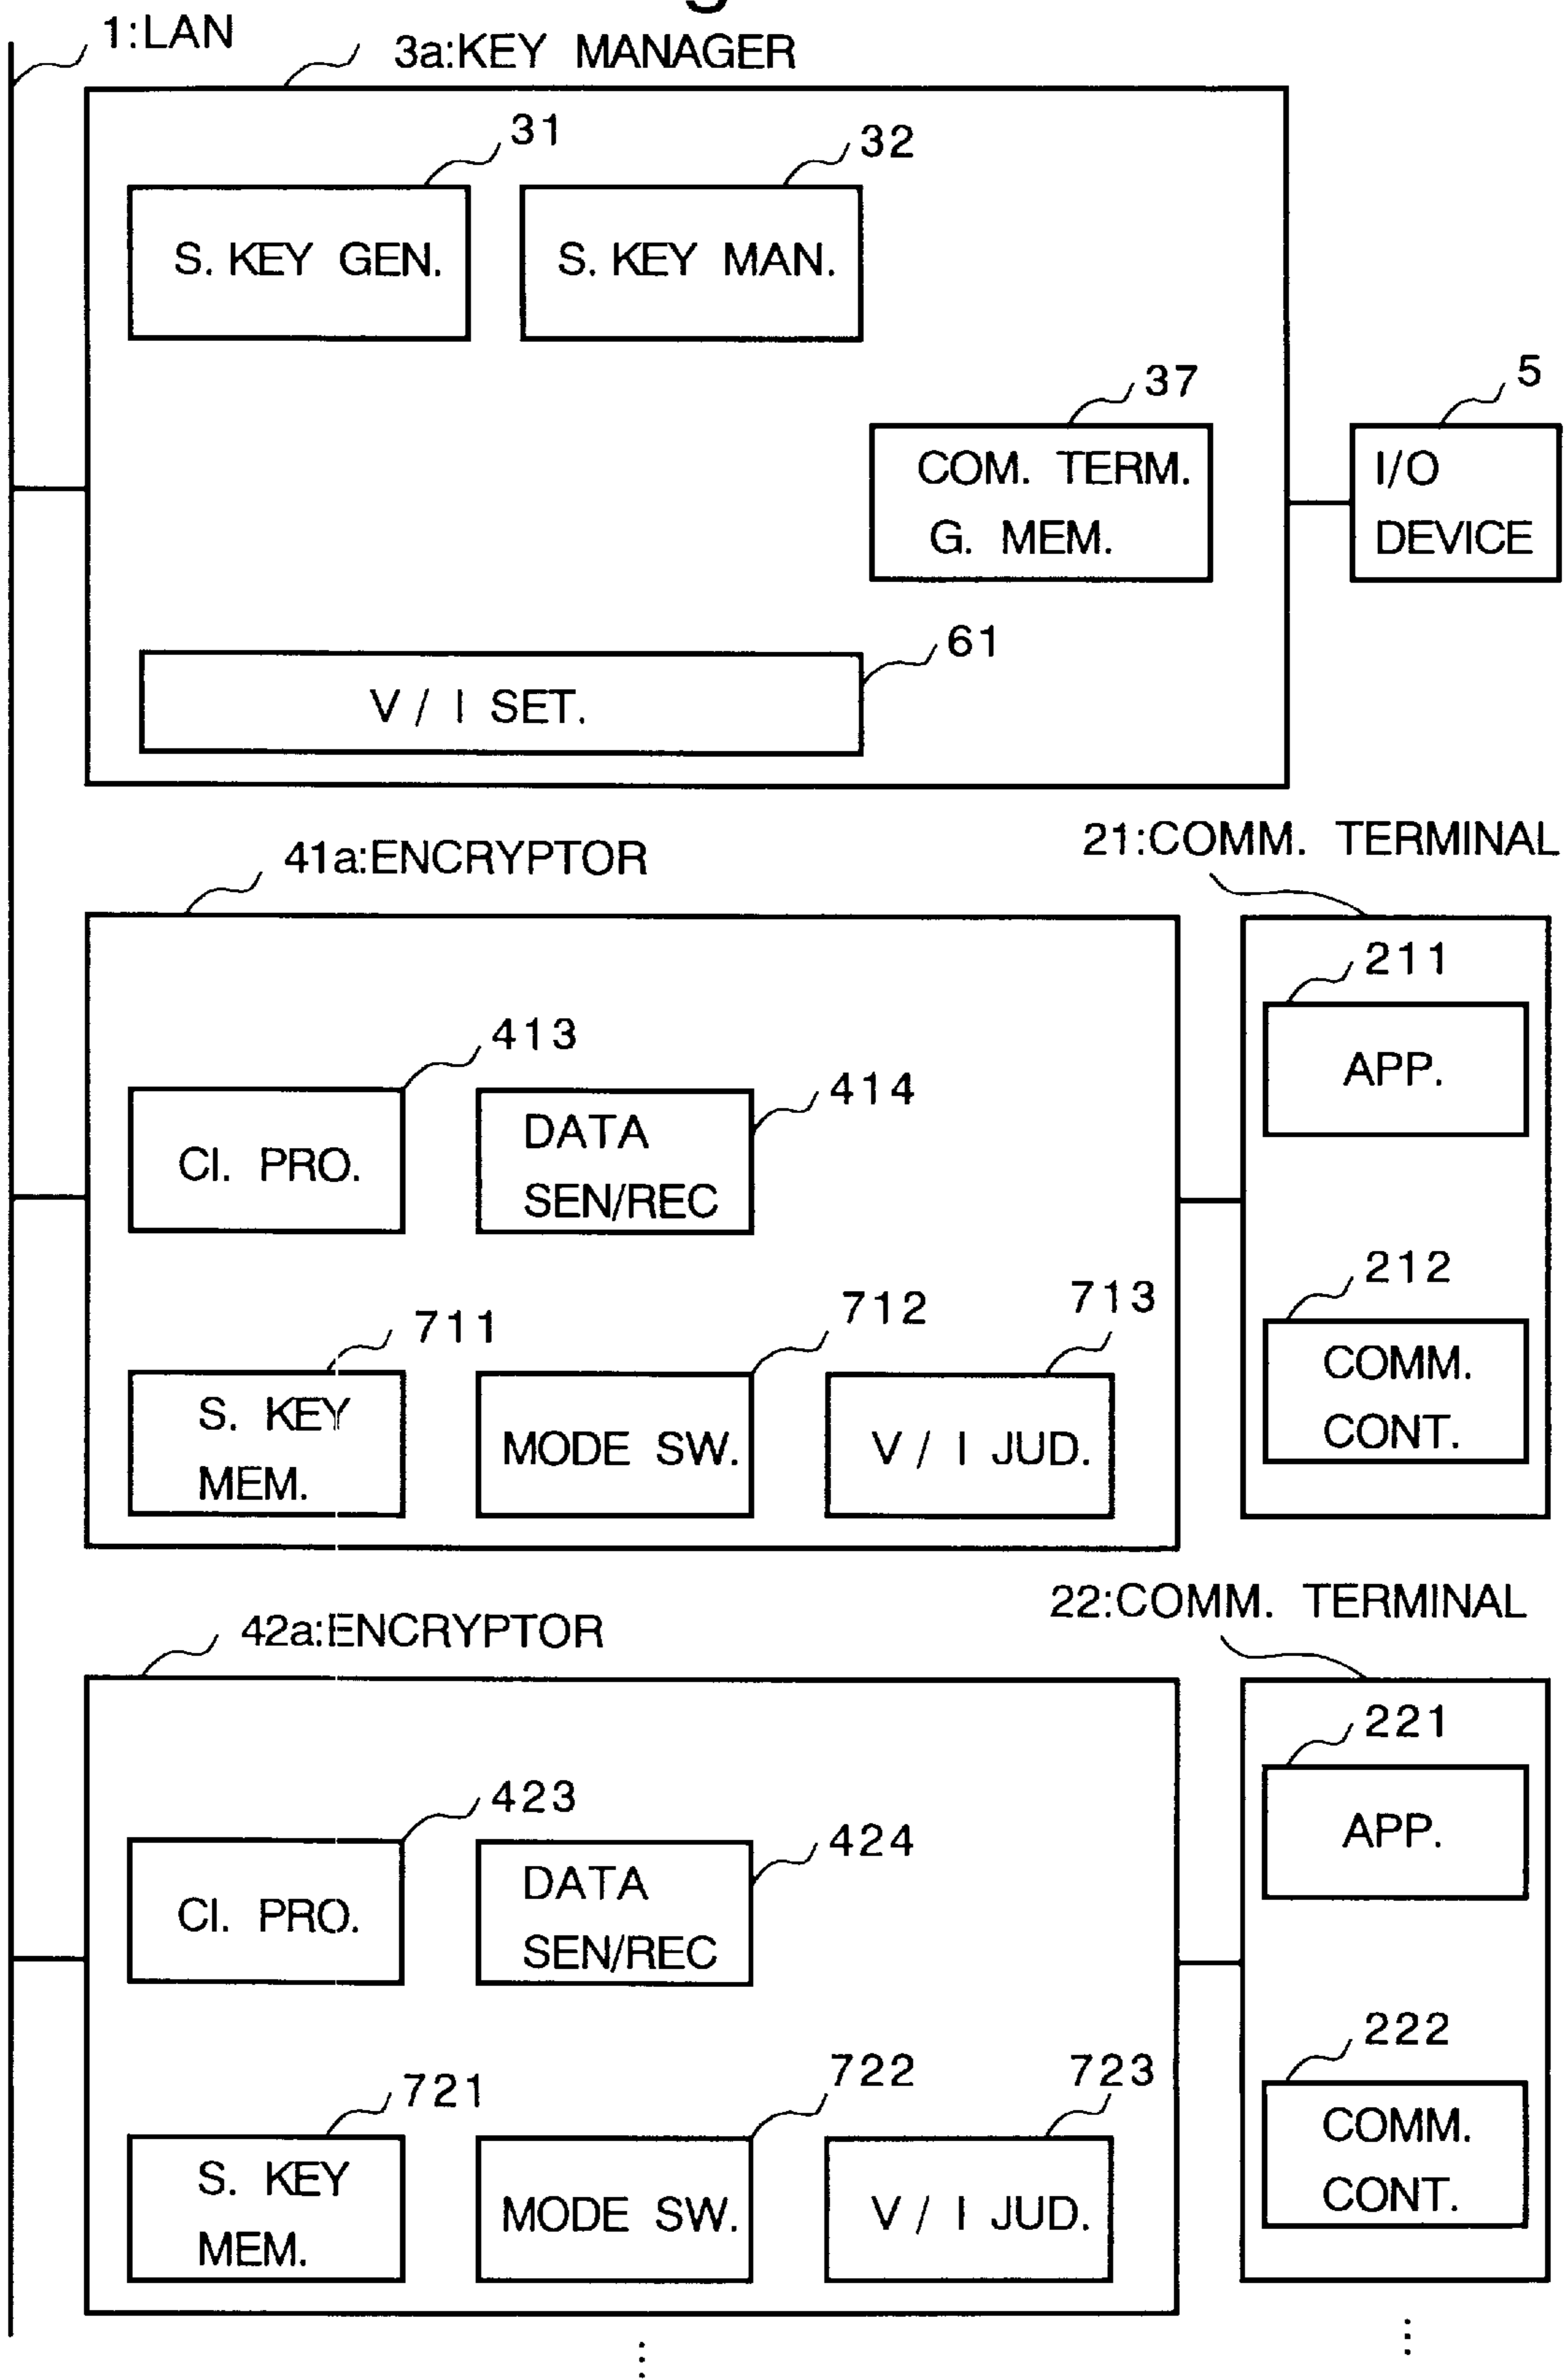 1:LAN
3a:KEY MANAGER
31
32
S. KEY GEN.
S. KEY MAN.
37
5
COM. TERM.
G. MEM.
I/O
DEVICE
61
V / I SET.
21:COMM. TERMINAL
41a:ENCRYPTOR
211
413
414
APP.
CI. PRO.
DATA
SEN/REC
212
711
712
713
S. KEY
MEM.
MODE SW.
V / I JUD.
COMM.
CONT.
22:COMM. TERMINAL
42a:ENCRYPTOR
221
423
424
APP.
CI. PRO.
DATA
SEN/REC
222
721
722
723
S. KEY
MEM.
MODE SW.
V / I JUD.
COMM.
CONT.